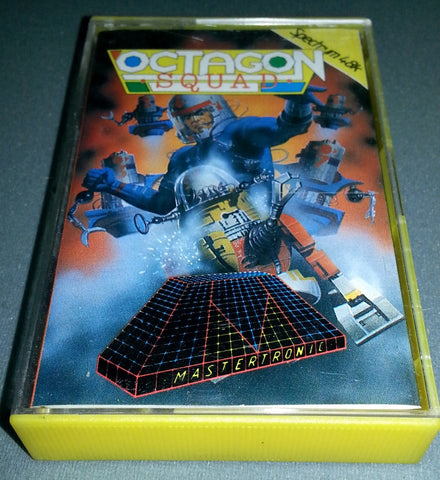 OCTAGON
SQUAD
Spectrum 48K
MASTERTRONIC